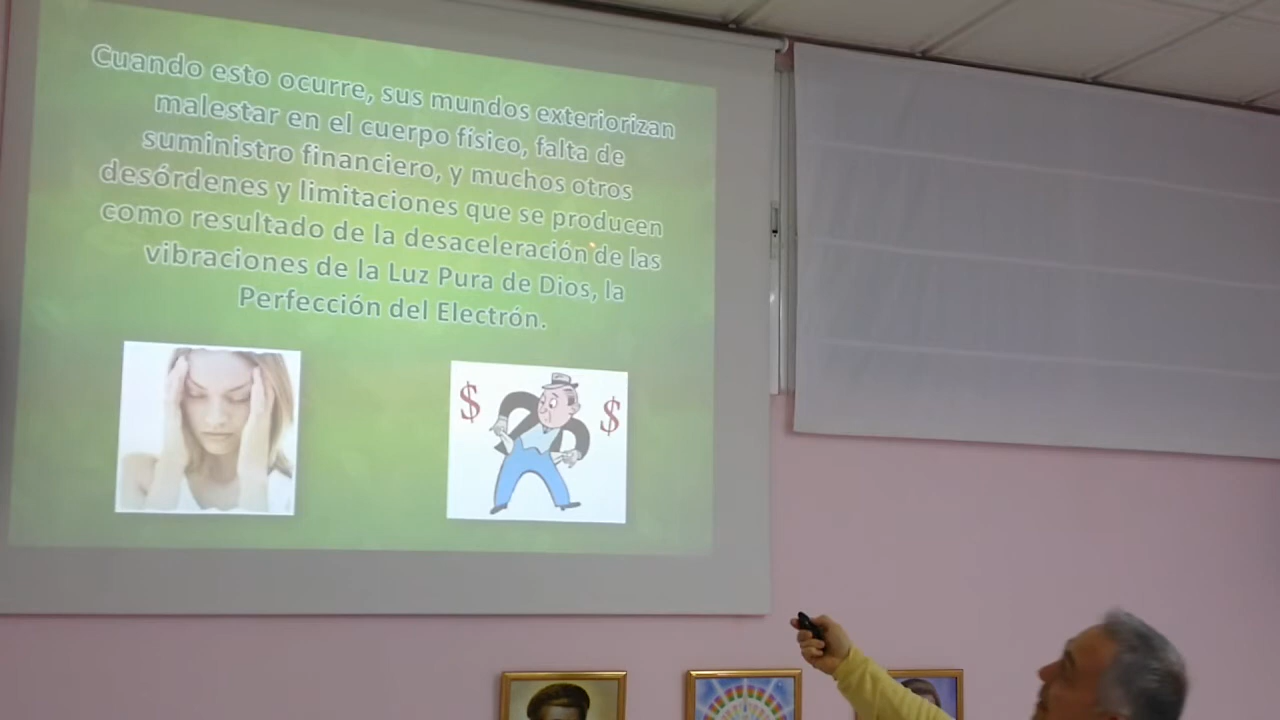 Cuando esto ocurre, sus mundos exteriorizan
malestar en el cuerpo físico, falta de
suministro financiero, y muchos otros
desórdenes y limitaciones que se producen
como resultado de la desaceleración de las
vibraciones de la Luz Pura de Dios, la
Perfección del Electrón.
$ $